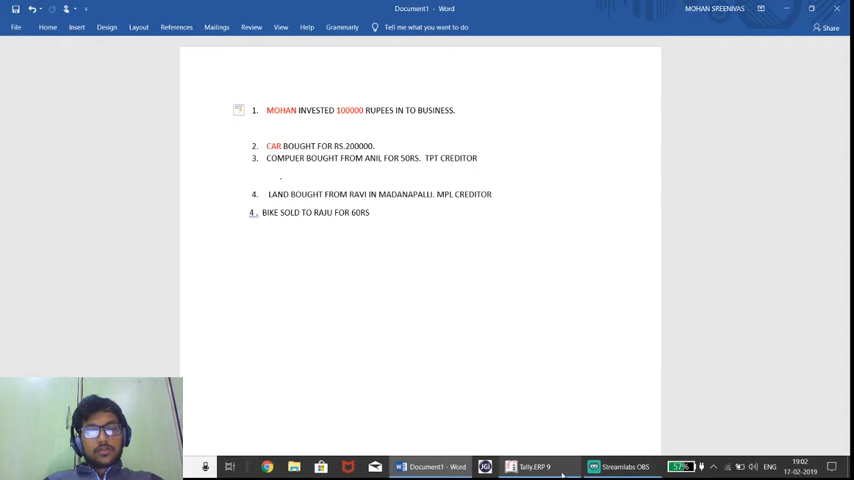 Document1 - Word
MOHAN SREENIVAS
File Home Insert Design Layout References Mailings Review View Help Grammarly Tell me what you want to do Share
1. MOHAN INVESTED 100000 RUPEES IN TO BUSINESS.
2. CAR BOUGHT FOR RS.200000.
3. COMPUER BOUGHT FROM ANIL FOR 50RS. TPT CREDITOR
.
4. LAND BOUGHT FROM RAVI IN MADANAPALLI. MPL CREDITOR
4 . BIKE SOLD TO RAJU FOR 60RS
Document1 - Word JGi Tally.ERP 9 Streamlabs OBS 57% ENG 19:02
17-02-2019